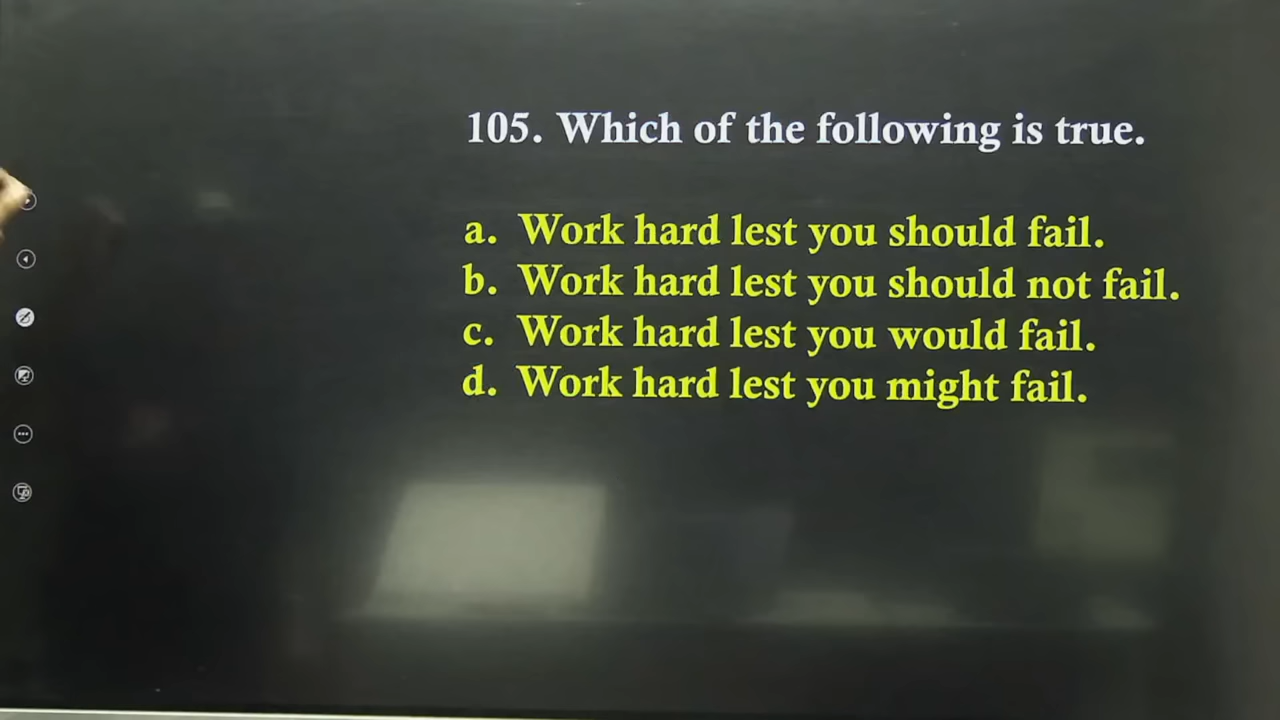 105. Which of the following is true.
a. Work hard lest you should fail.
b. Work hard lest you should not fail.
c. Work hard lest you would fail.
d. Work hard lest you might fail.